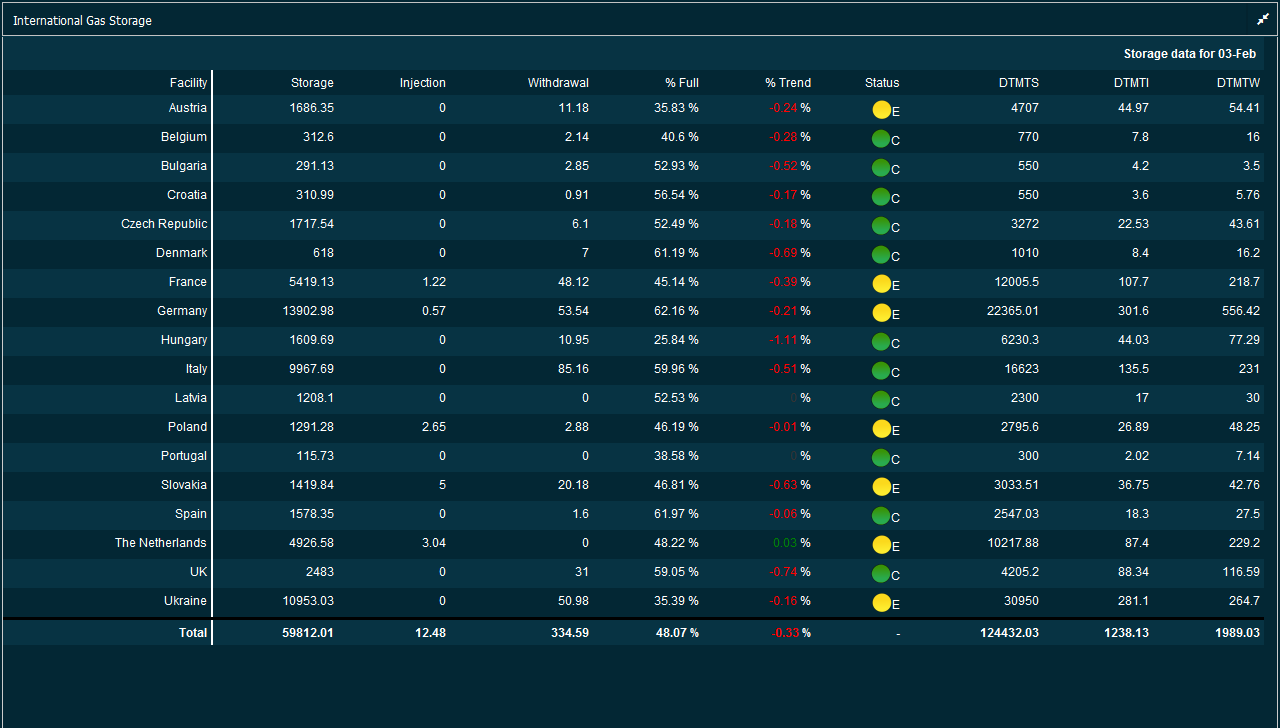 International Gas Storage
Storage data for 03-Feb
Facility Storage Injection Withdrawal % Full % Trend Status DTMTS DTMTI DTMTW
Austria 1686.35 0 11.18 35.83 % -0.24 % E 4707 44.97 54.41
Belgium 312.6 0 2.14 40.6 % -0.28 % C 770 7.8 16
Bulgaria 291.13 0 2.85 52.93 % -0.52 % C 550 4.2 3.5
Croatia 310.99 0 0.91 56.54 % -0.17 % C 550 3.6 5.76
Czech Republic 1717.54 0 6.1 52.49 % -0.18 % C 3272 22.53 43.61
Denmark 618 0 7 61.19 % -0.69 % C 1010 8.4 16.2
France 5419.13 1.22 48.12 45.14 % -0.39 % E 12005.5 107.7 218.7
Germany 13902.98 0.57 53.54 62.16 % -0.21 % E 22365.01 301.6 556.42
Hungary 1609.69 0 10.95 25.84 % -1.11 % C 6230.3 44.03 77.29
Italy 9967.69 0 85.16 59.96 % -0.51 % C 16623 135.5 231
Latvia 1208.1 0 0 52.53 % 0 % C 2300 17 30
Poland 1291.28 2.65 2.88 46.19 % -0.01 % E 2795.6 26.89 48.25
Portugal 115.73 0 0 38.58 % 0 % C 300 2.02 7.14
Slovakia 1419.84 5 20.18 46.81 % -0.63 % E 3033.51 36.75 42.76
Spain 1578.35 0 1.6 61.97 % -0.06 % C 2547.03 18.3 27.5
The Netherlands 4926.58 3.04 0 48.22 % 0.03 % E 10217.88 87.4 229.2
UK 2483 0 31 59.05 % -0.74 % C 4205.2 88.34 116.59
Ukraine 10953.03 0 50.98 35.39 % -0.16 % E 30950 281.1 264.7
Total 59812.01 12.48 334.59 48.07 % -0.33 % - 124432.03 1238.13 1989.03